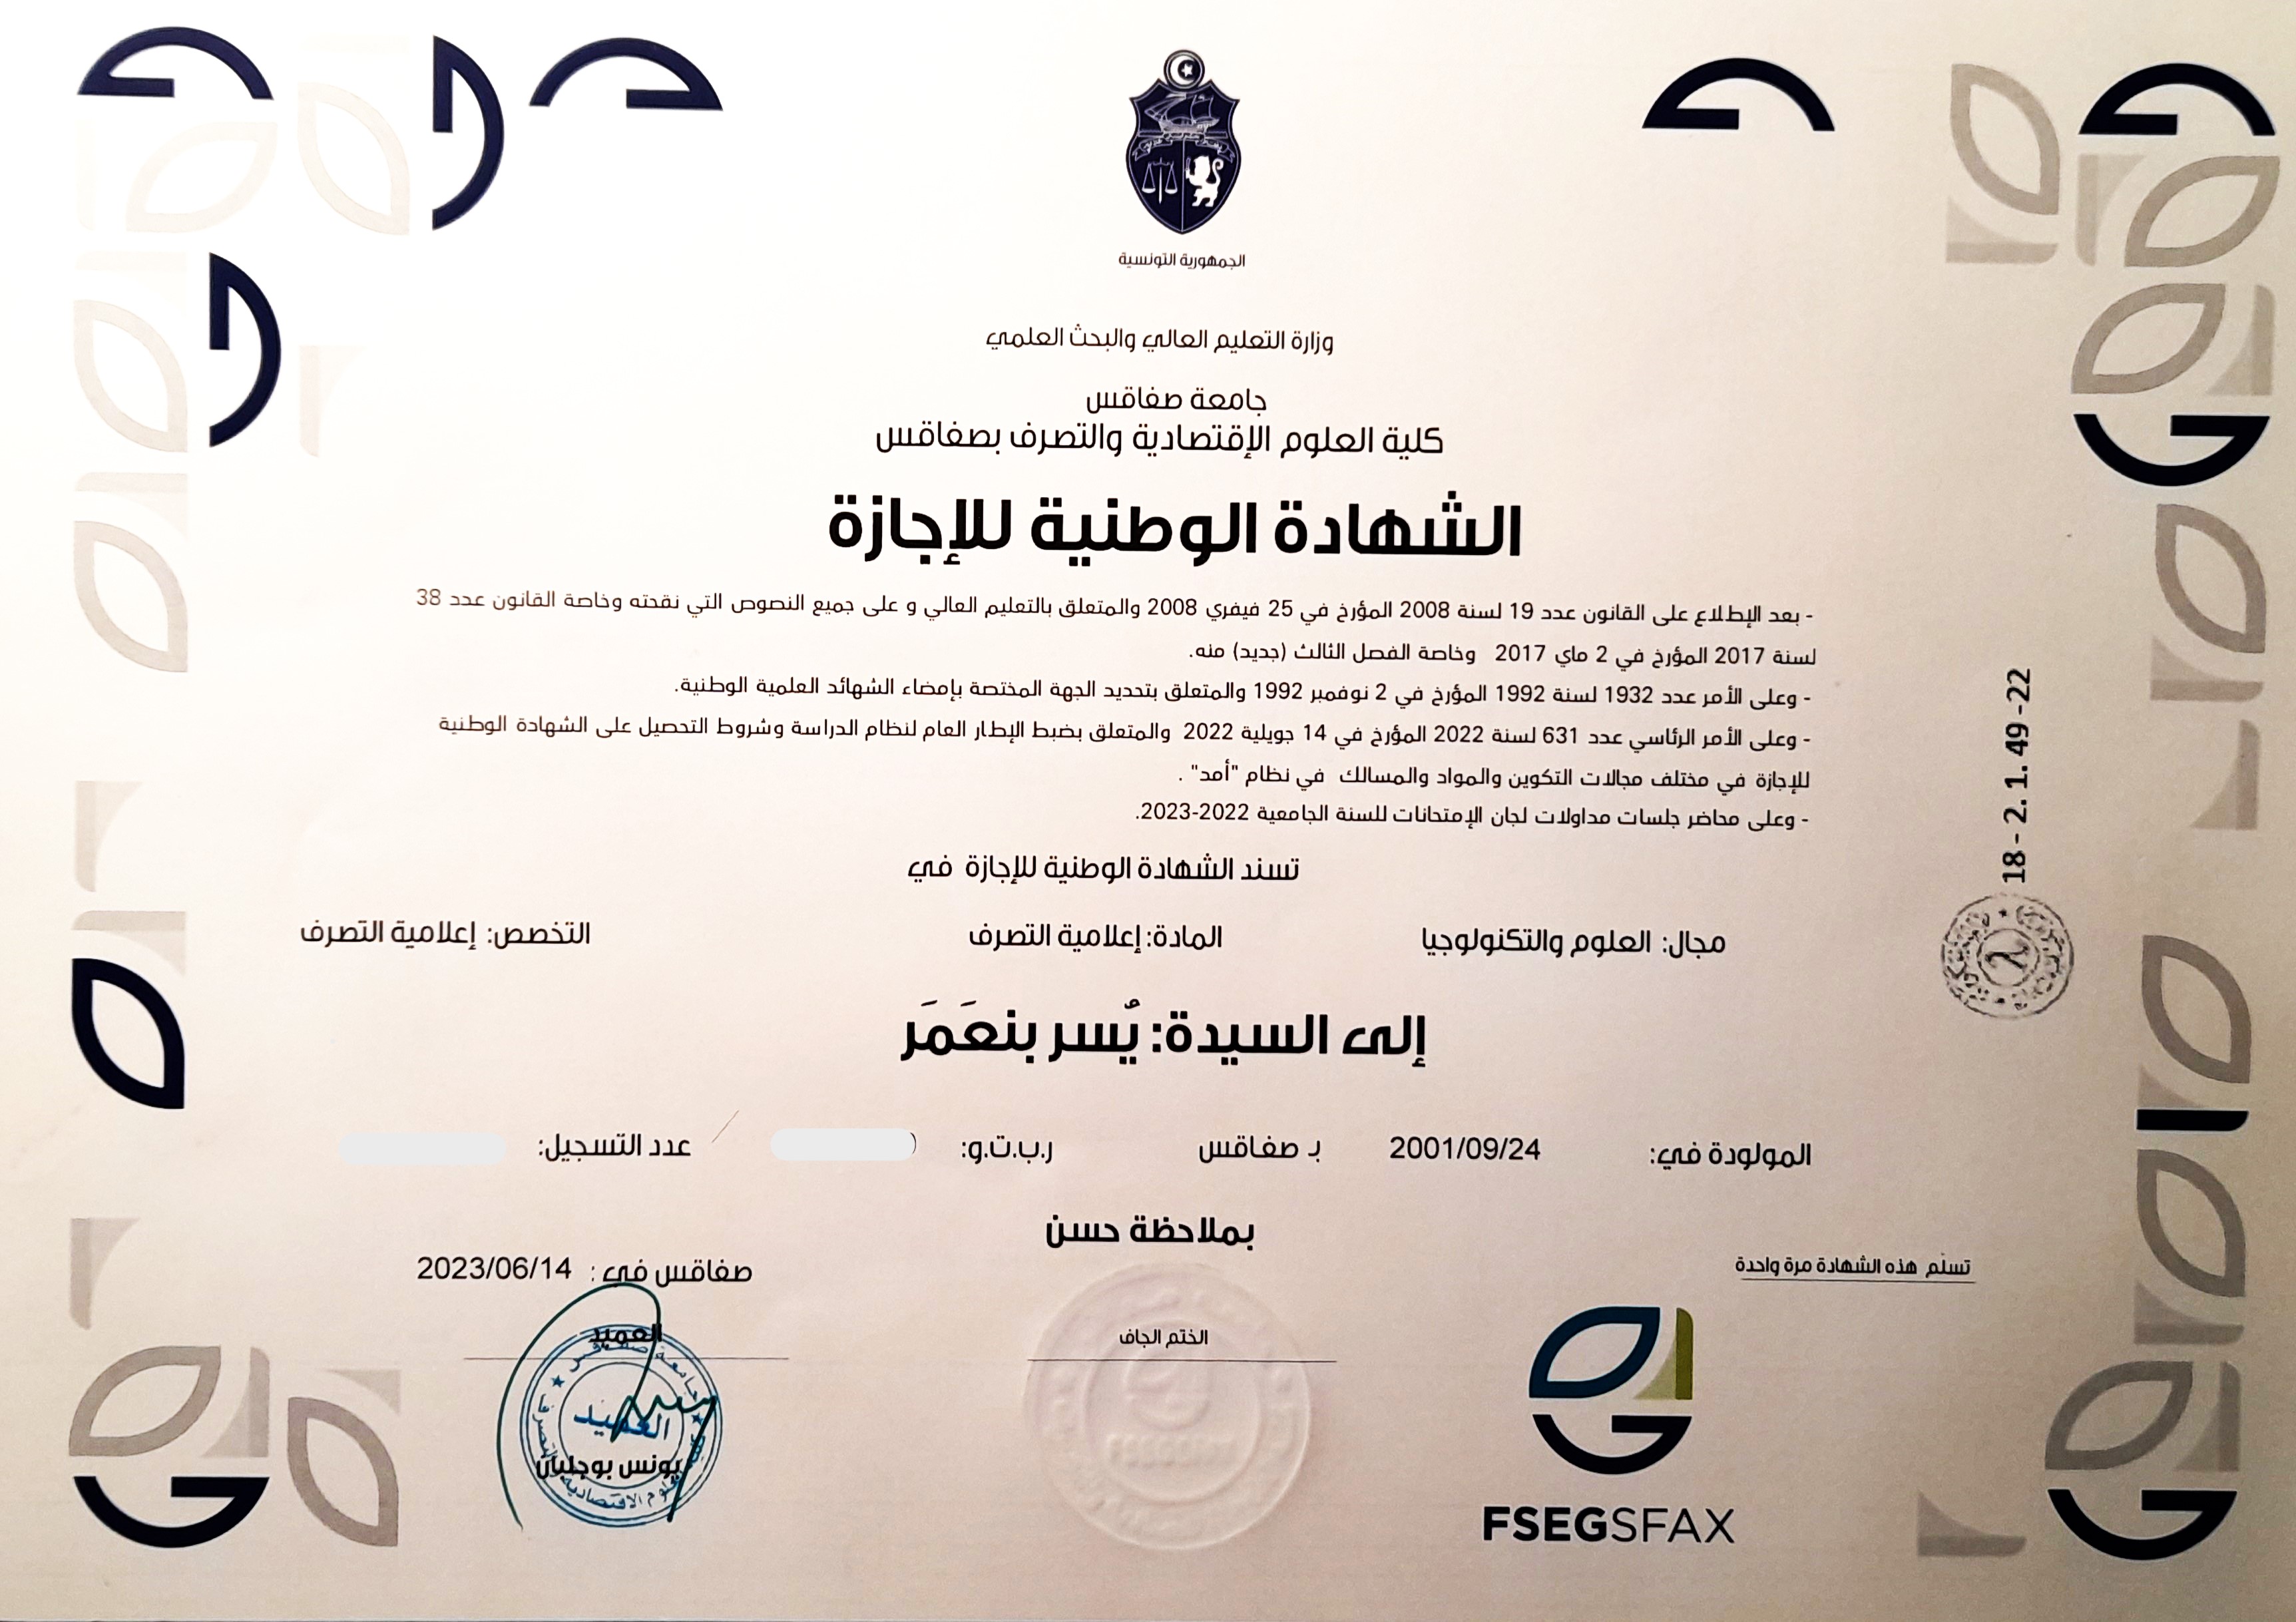 الجمهورية التونسية
وزارة التعليم العالي والبحث العلمي
جامعة صفاقس
كلية العلوم الإقتصادية والتصرف بصفاقس
الشهادة الوطنية للإجازة
- بعد الإطلاع على القانون عدد 19 لسنة 2008 المؤرخ في 25 فيفري 2008 والمتعلق بالتعليم العالي و على جميع النصوص التي نقحته وخاصة القانون عدد 38
لسنة 2017 المؤرخ في 2 ماي 2017 وخاصة الفصل الثالث (جديد) منه.
- وعلى الأمر عدد 1932 لسنة 1992 المؤرخ في 2 نوفمبر 1992 والمتعلق بتحديد الجهة المختصة بإمضاء الشهائد العلمية الوطنية.
- وعلى الأمر الرئاسي عدد 631 لسنة 2022 المؤرخ في 14 جويلية 2022 والمتعلق بضبط الإطار العام لنظام الدراسة وشروط التحصيل على الشهادة الوطنية
للإجازة في مختلف مجالات التكوين والمواد والمسالك في نظام "أمد" .
- وعلى محاضر جلسات مداولات لجان الإمتحانات للسنة الجامعية 2022-2023.
18 - 2. 1. 49 -22
تسند الشهادة الوطنية للإجازة في
مجال: العلوم والتكنولوجيا المادة: إعلامية التصرف التخصص: إعلامية التصرف
إلى السيدة: يُسر بنعَمَر
المولودة في: 2001/09/24 بـ صفاقس ر.ب.ت.و: عدد التسجيل:
بملاحظة حسن
تسلّم هذه الشهادة مرة واحدة
صفاقس في : 2023/06/14
الختم الجاف
العميد
جامعة صفاقس
العميد
يونس بوجلبان
FSEGSFAX